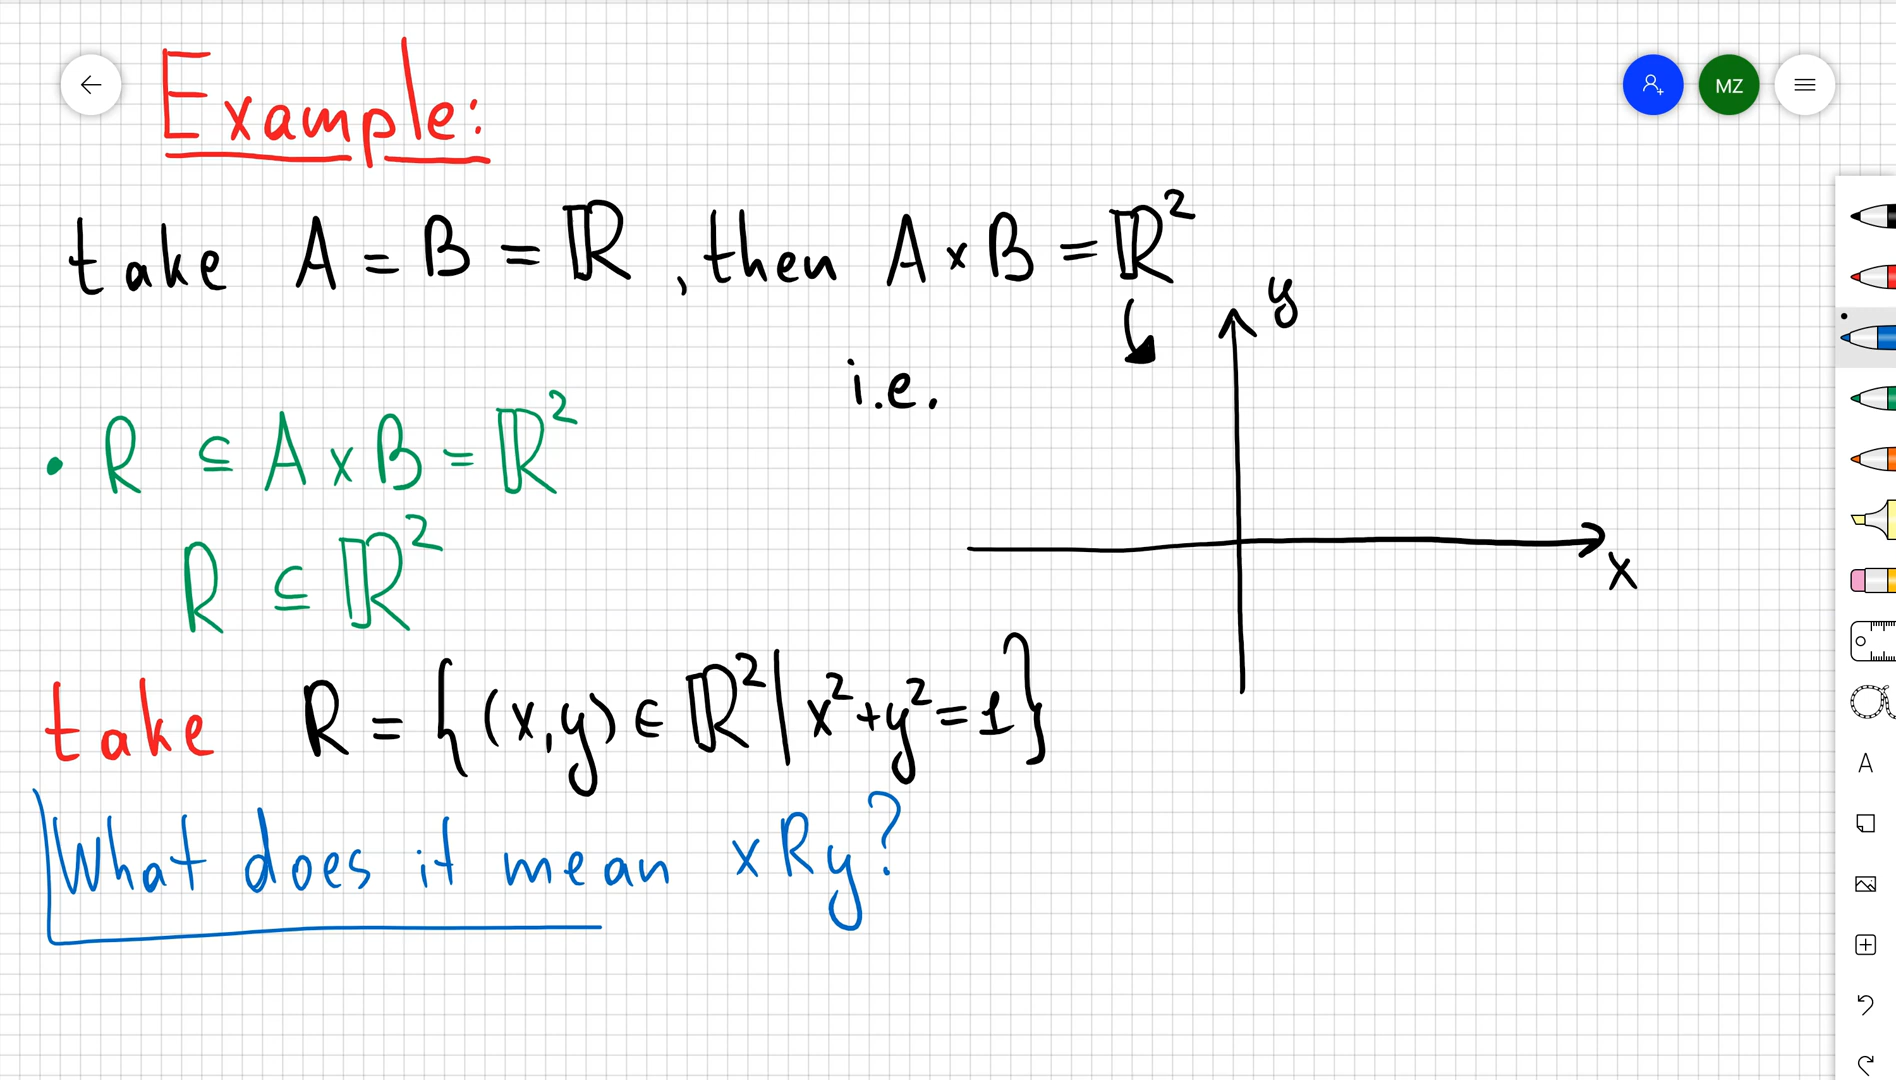 Example:
MZ
take A = B = ℝ, then A × B = ℝ²
y
i.e.
• R ⊆ A × B = ℝ²
R ⊆ ℝ²
x
take R = {(x,y) ∈ ℝ² | x² + y² = 1}
What does it mean xRy?
A